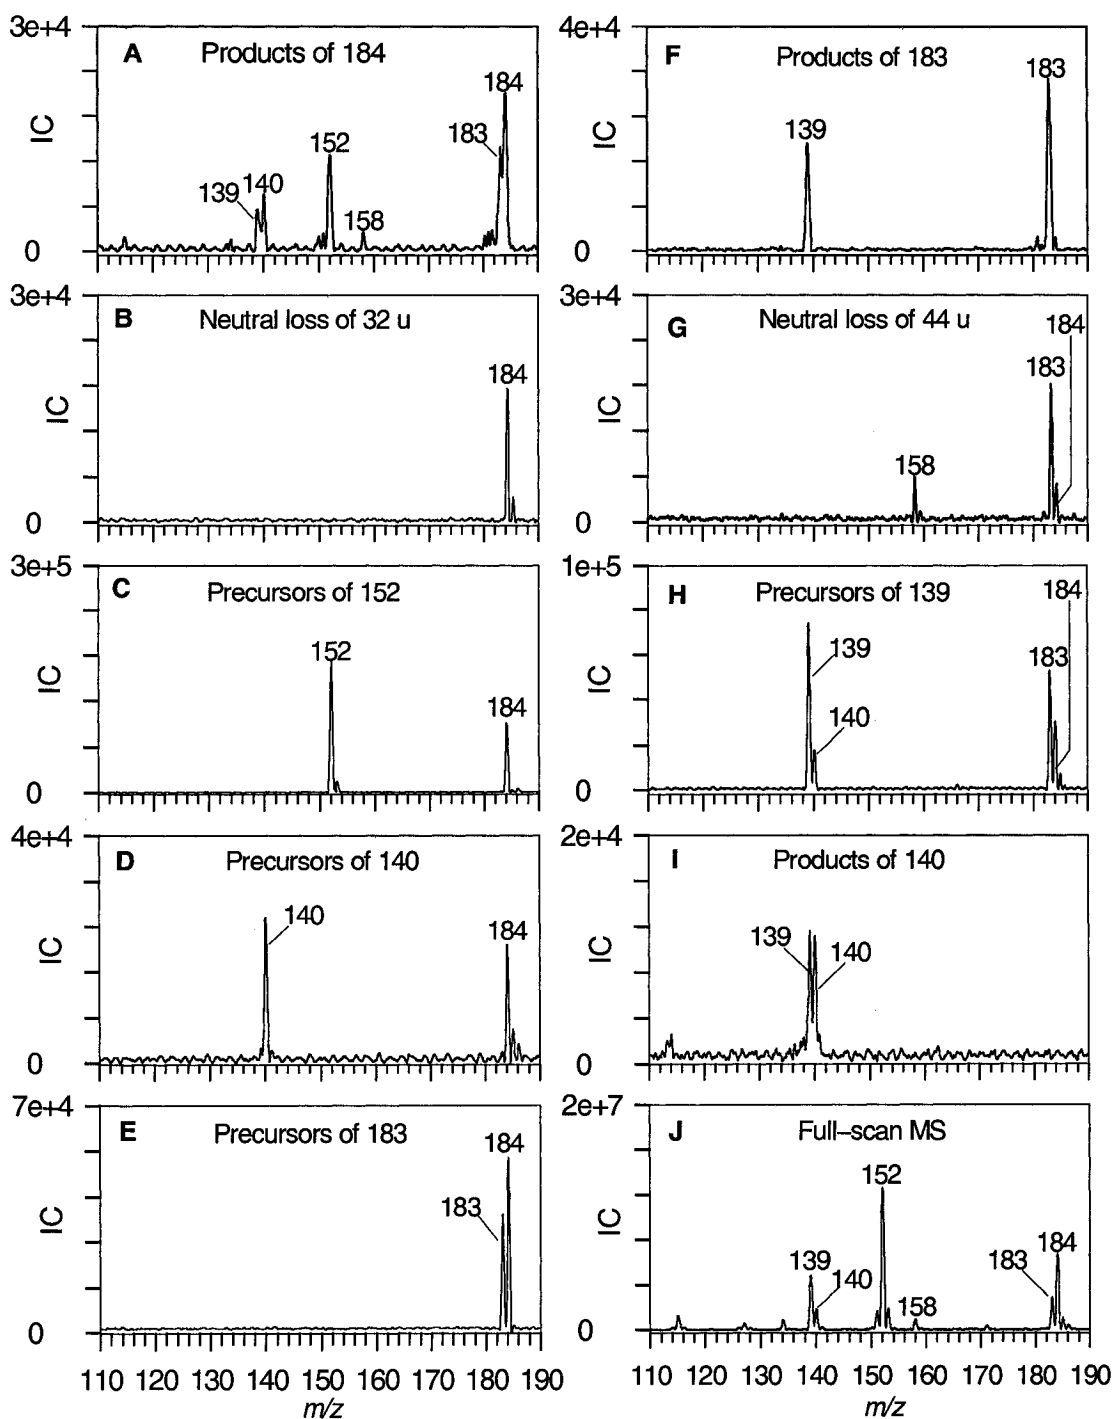 3e+4
A Products of 184
184
183
152
139 140
158
IC
0
4e+4
F Products of 183
183
139
IC
0
3e+4
B Neutral loss of 32 u
184
IC
0
3e+4
G Neutral loss of 44 u
184
183
158
IC
0
3e+5
C Precursors of 152
152
184
IC
0
1e+5
H Precursors of 139
184
139
183
140
IC
0
4e+4
D Precursors of 140
140
184
IC
0
2e+4
I Products of 140
139
140
IC
0
7e+4
E Precursors of 183
184
183
IC
0
110 120 130 140 150 160 170 180 190
m/z
2e+7
J Full–scan MS
152
184
139
183
140
158
IC
0
110 120 130 140 150 160 170 180 190
m/z